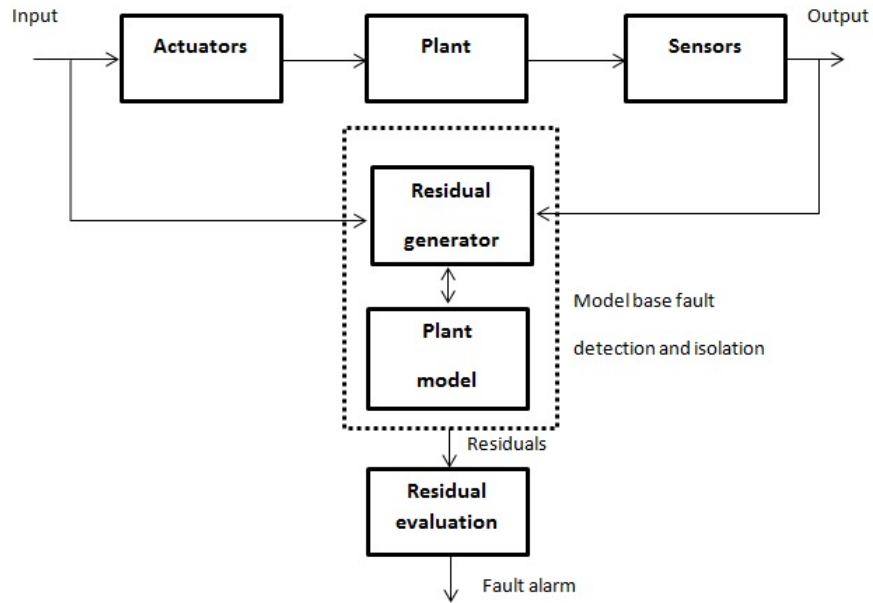 Input
Output
Actuators
Plant
Sensors
Residual
generator
Plant
model
Model base fault
detection and isolation
Residuals
Residual
evaluation
Fault alarm